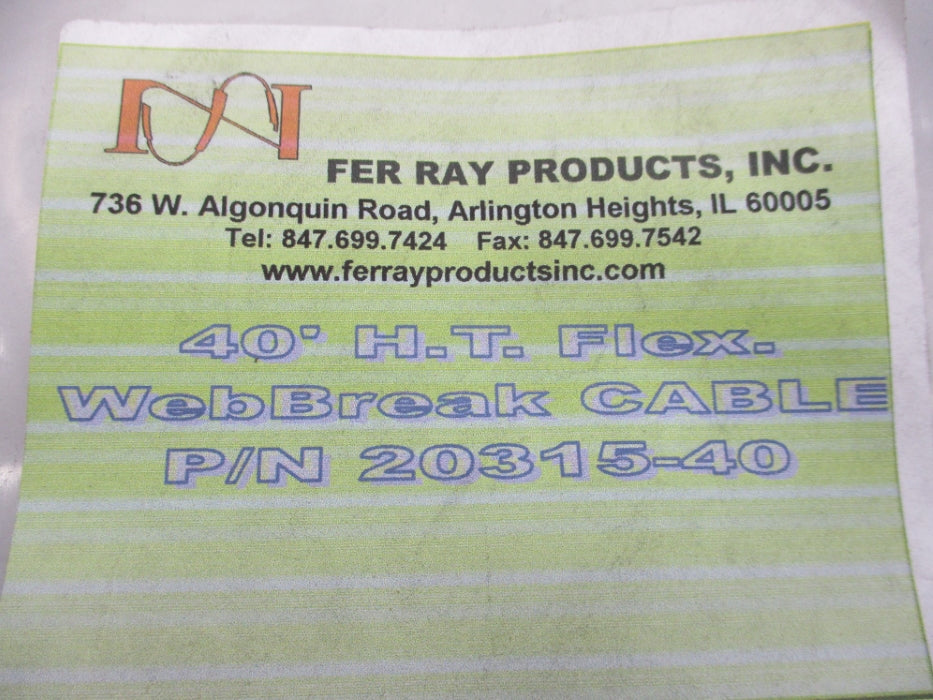 FER RAY PRODUCTS, INC.
736 W. Algonquin Road, Arlington Heights, IL 60005
Tel: 847.699.7424 Fax: 847.699.7542
www.ferrayproductsinc.com
40' H.T. Flex.
WebBreak CABLE
P/N 20315-40